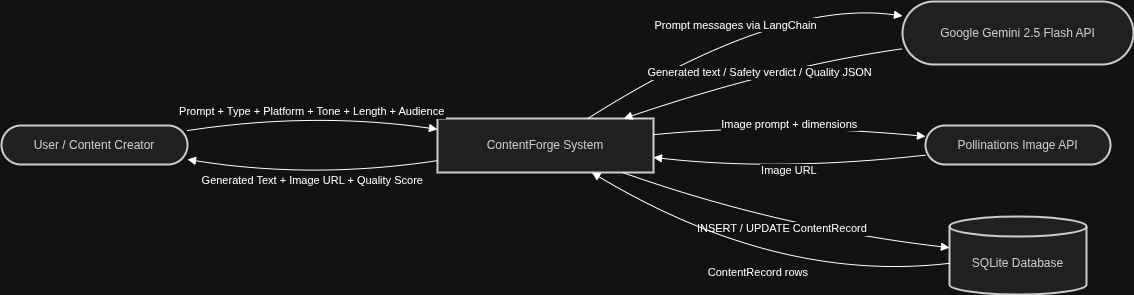 Prompt messages via LangChain
Google Gemini 2.5 Flash API
Generated text / Safety verdict / Quality JSON
Prompt + Type + Platform + Tone + Length + Audience
Image prompt + dimensions
User / Content Creator
ContentForge System
Pollinations Image API
Image URL
Generated Text + Image URL + Quality Score
INSERT / UPDATE ContentRecord
SQLite Database
ContentRecord rows